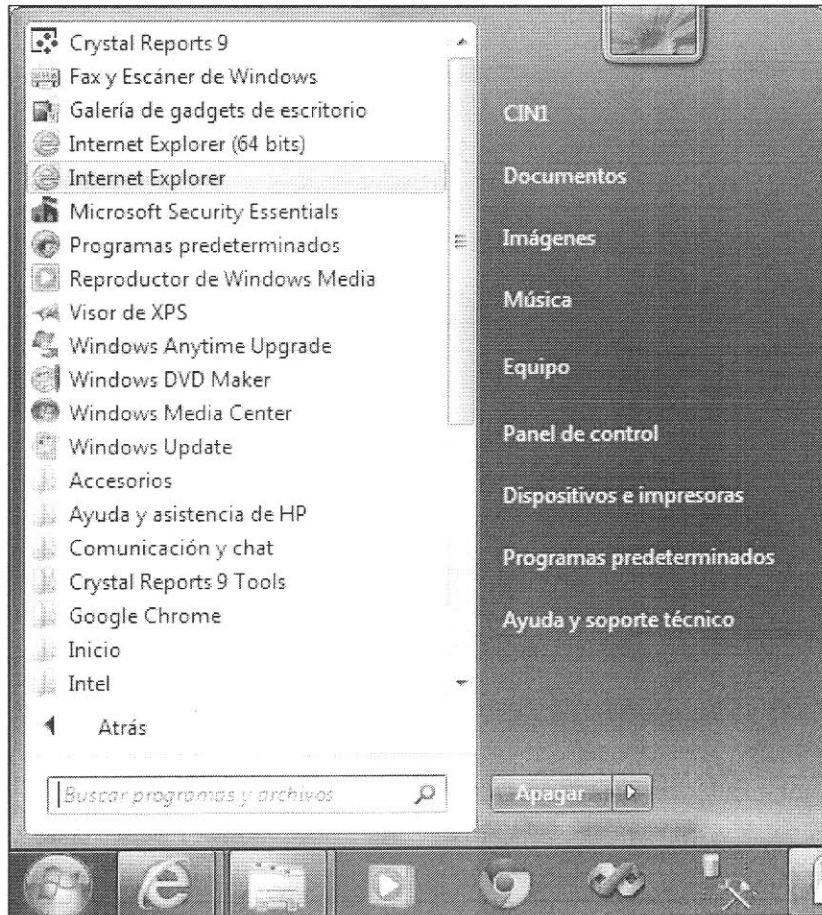 Crystal Reports 9
Fax y Escáner de Windows
Galería de gadgets de escritorio
Internet Explorer (64 bits)
Internet Explorer
Microsoft Security Essentials
Programas predeterminados
Reproductor de Windows Media
Visor de XPS
Windows Anytime Upgrade
Windows DVD Maker
Windows Media Center
Windows Update
Accesorios
Ayuda y asistencia de HP
Comunicación y chat
Crystal Reports 9 Tools
Google Chrome
Inicio
Intel
Atrás
Buscar programas y archivos
CIN1
Documentos
Imágenes
Música
Equipo
Panel de control
Dispositivos e impresoras
Programas predeterminados
Ayuda y soporte técnico
Apagar